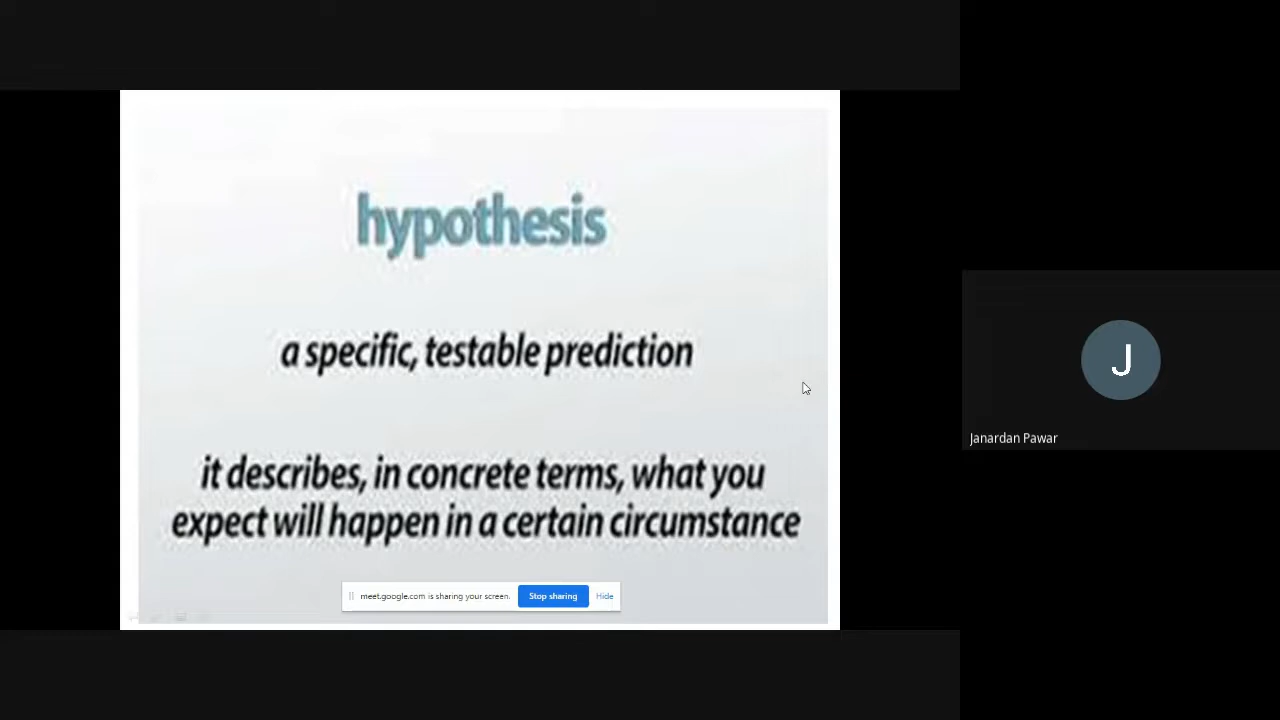 hypothesis
a specific, testable prediction
it describes, in concrete terms, what you
expect will happen in a certain circumstance
meet.google.com is sharing your screen. Stop sharing Hide
J
Janardan Pawar